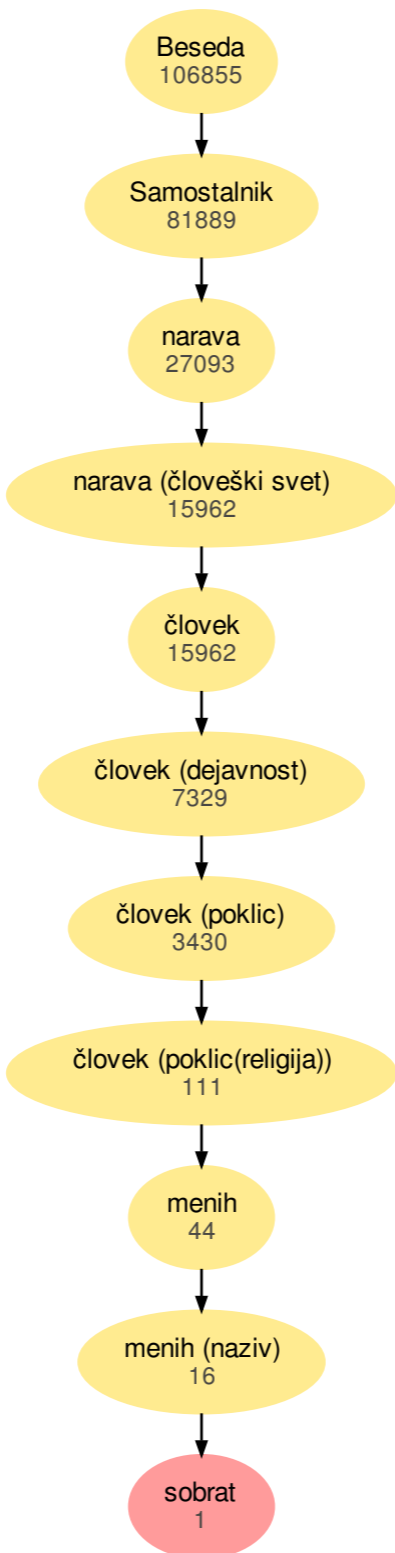 Beseda
106855
Samostalnik
81889
narava
27093
narava (človeški svet)
15962
človek
15962
človek (dejavnost)
7329
človek (poklic)
3430
človek (poklic(religija))
111
menih
44
menih (naziv)
16
sobrat
1